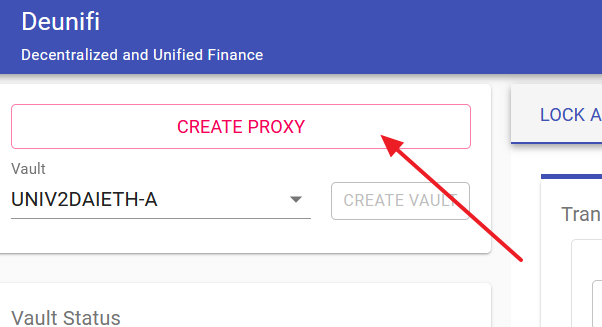 Deunifi
Decentralized and Unified Finance
CREATE PROXY
LOCK A
Vault
UNIV2DAIETH-A
CREATE VAULT
Tran
Vault Status